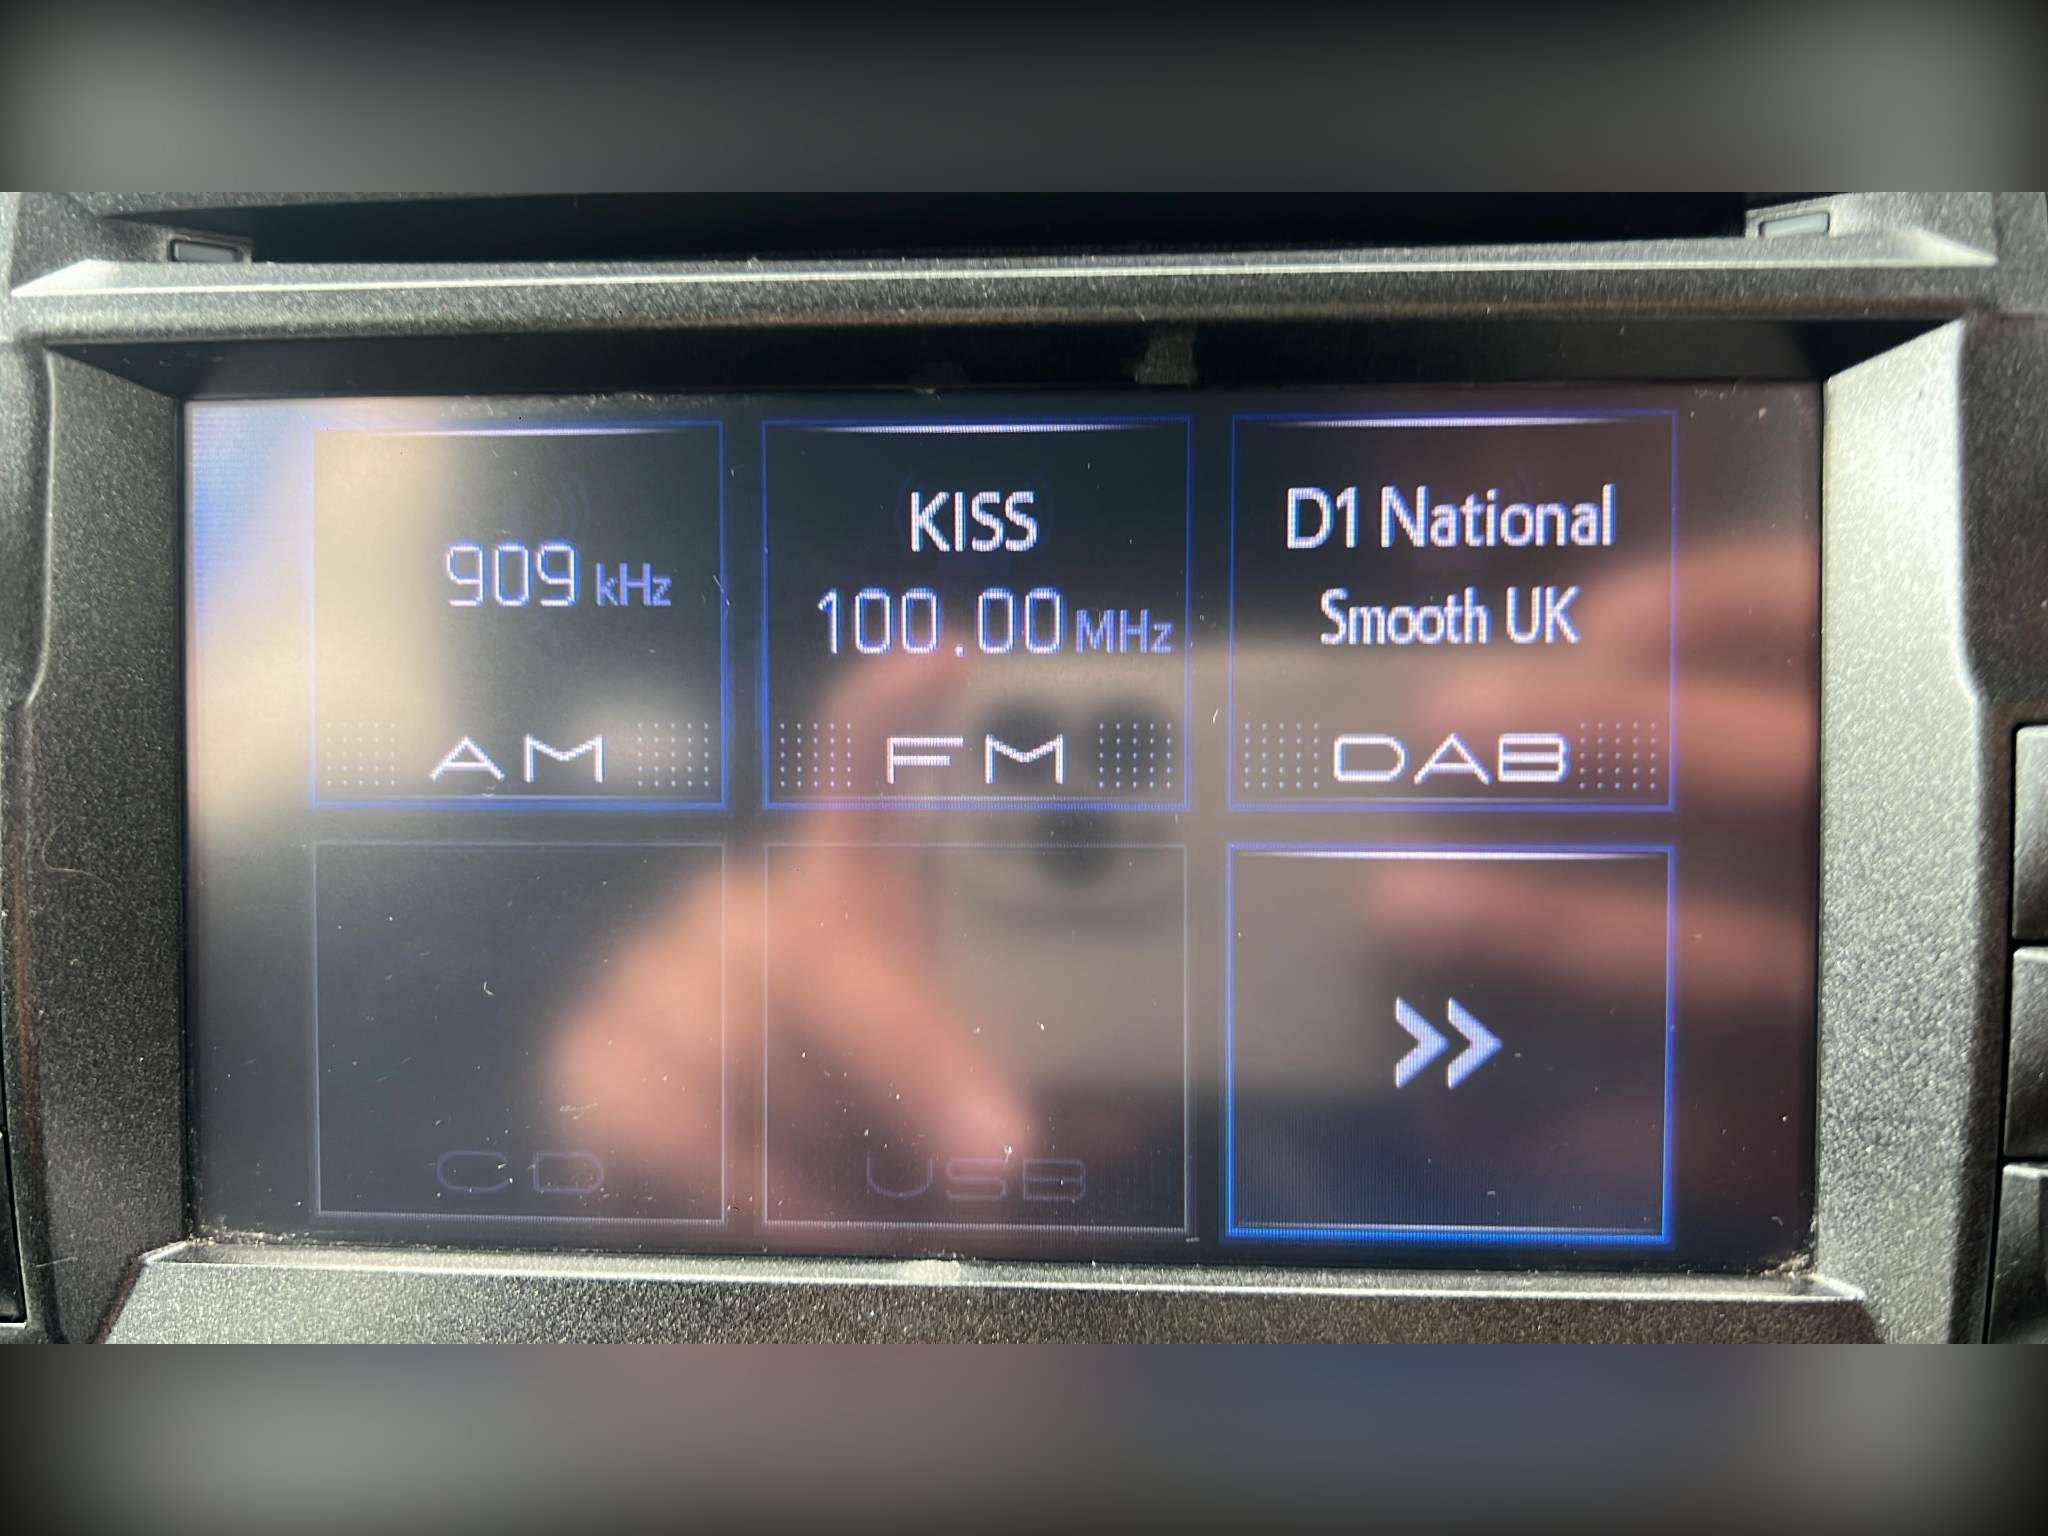 909 kHz
AM
KISS
100.00 MHz
FM
D1 National
Smooth UK
DAB
CD
USB